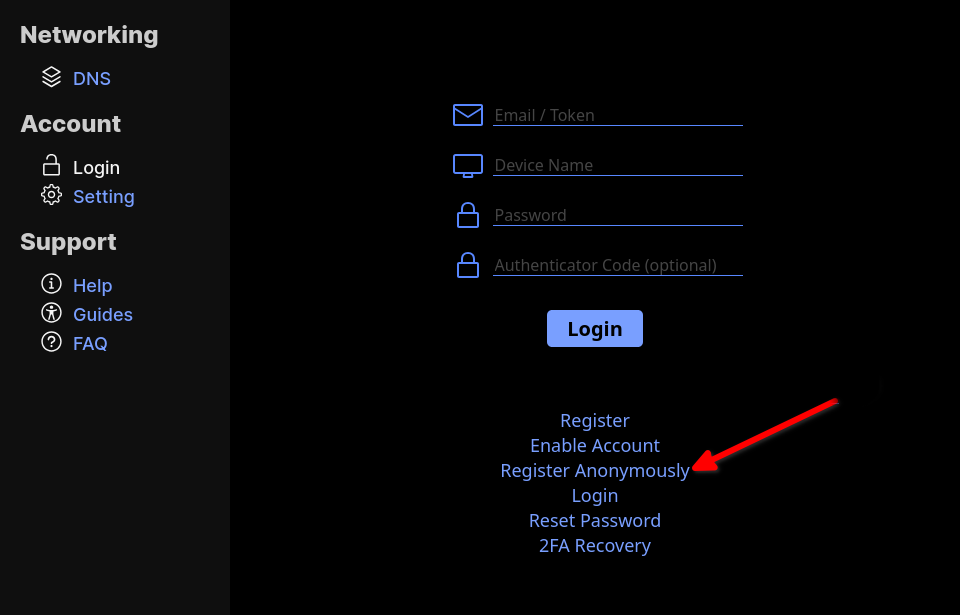 Networking
DNS
Account
Login
Setting
Support
Help
Guides
FAQ
Email / Token
Device Name
Password
Authenticator Code (optional)
Login
Register
Enable Account
Register Anonymously
Login
Reset Password
2FA Recovery